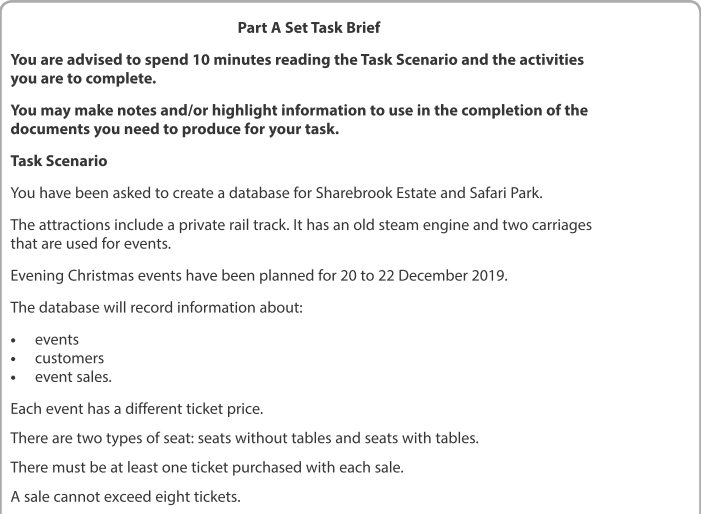 Part A Set Task Brief
You are advised to spend 10 minutes reading the Task Scenario and the activities
you are to complete.
You may make notes and/or highlight information to use in the completion of the
documents you need to produce for your task.
Task Scenario
You have been asked to create a database for Sharebrook Estate and Safari Park.
The attractions include a private rail track. It has an old steam engine and two carriages
that are used for events.
Evening Christmas events have been planned for 20 to 22 December 2019.
The database will record information about:
• events
• customers
• event sales.
Each event has a different ticket price.
There are two types of seat: seats without tables and seats with tables.
There must be at least one ticket purchased with each sale.
A sale cannot exceed eight tickets.